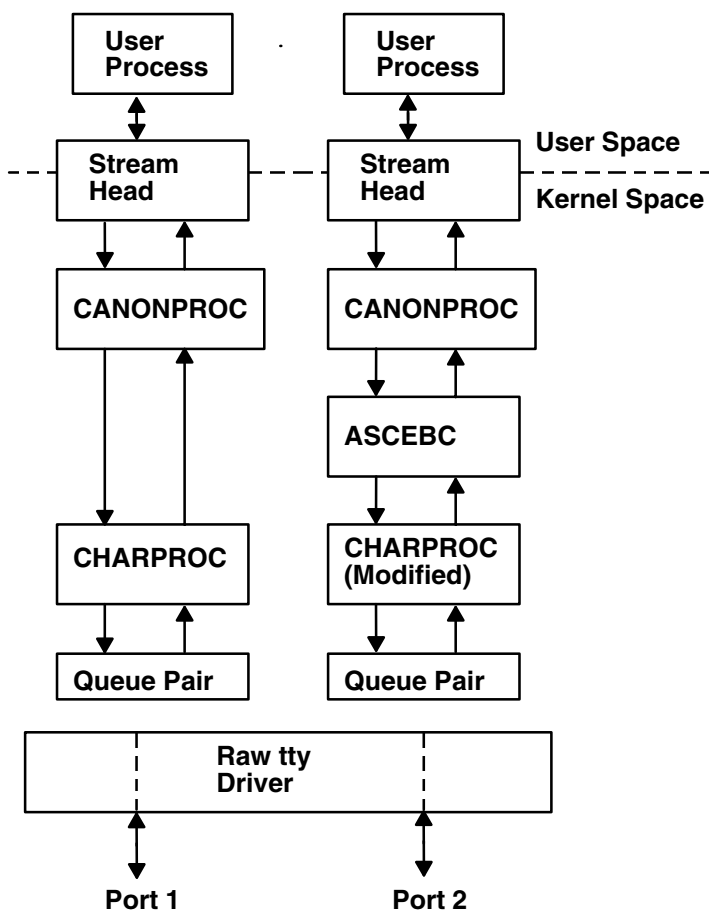 User
Process
User
Process
Stream
Head
Stream
Head
User Space
Kernel Space
CANONPROC
CANONPROC
ASCEBC
CHARPROC
CHARPROC
(Modified)
Queue Pair
Queue Pair
Raw tty
Driver
Port 1
Port 2